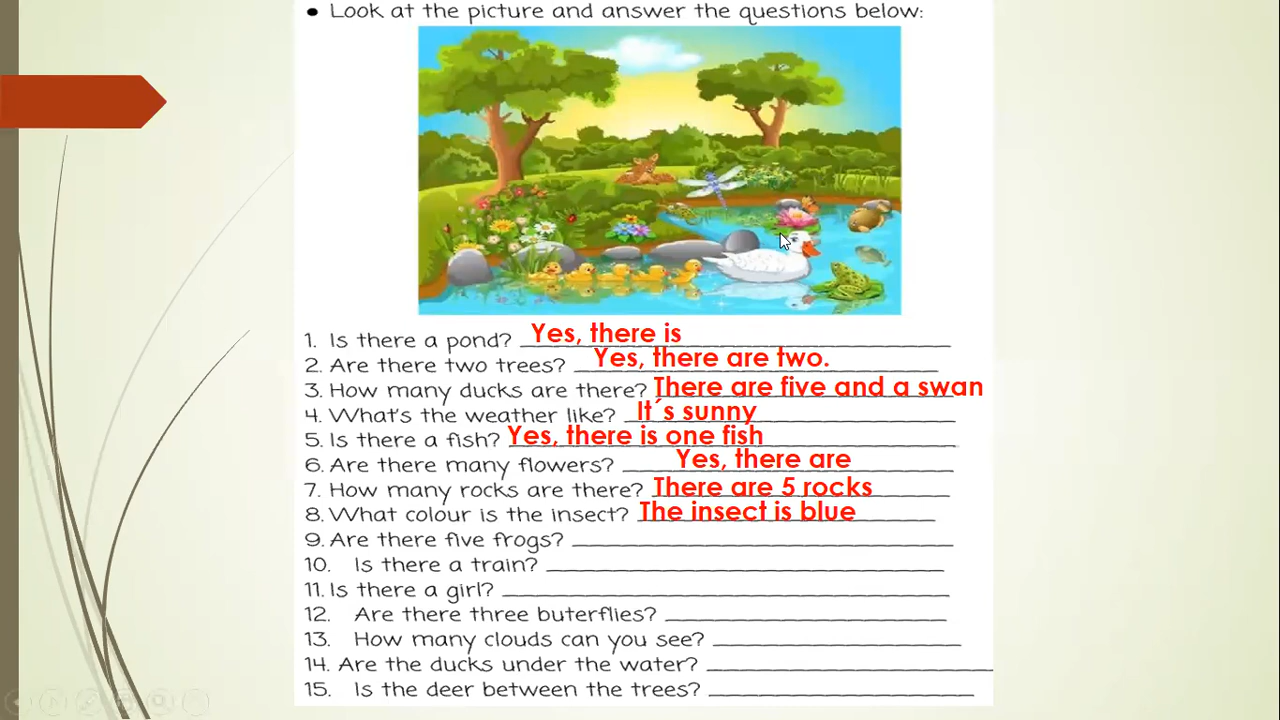 • Look at the picture and answer the questions below:
1. Is there a pond? Yes, there is
2. Are there two trees? Yes, there are two.
3. How many ducks are there? There are five and a swan
4. What's the weather like? It´s sunny
5. Is there a fish? Yes, there is one fish
6. Are there many flowers? Yes, there are
7. How many rocks are there? There are 5 rocks
8. What colour is the insect? The insect is blue
9. Are there five frogs?
10. Is there a train?
11. Is there a girl?
12. Are there three buterflies?
13. How many clouds can you see?
14. Are the ducks under the water?
15. Is the deer between the trees?